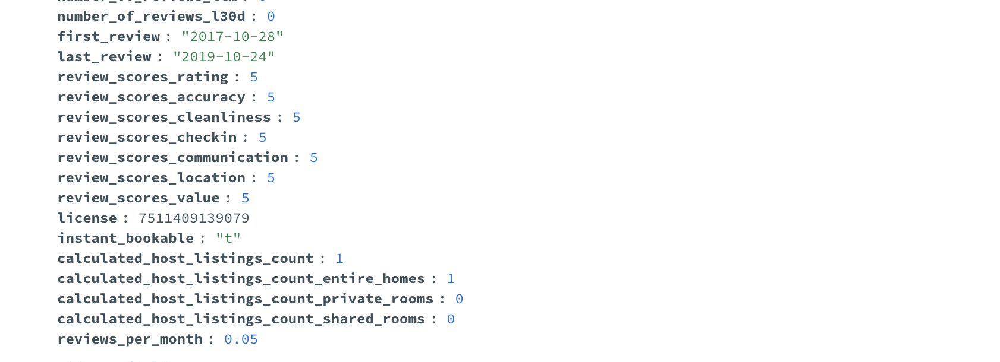 number_of_reviews_l30d : 0
first_review : "2017-10-28"
last_review : "2019-10-24"
review_scores_rating : 5
review_scores_accuracy : 5
review_scores_cleanliness : 5
review_scores_checkin : 5
review_scores_communication : 5
review_scores_location : 5
review_scores_value : 5
license : 7511409139079
instant_bookable : "t"
calculated_host_listings_count : 1
calculated_host_listings_count_entire_homes : 1
calculated_host_listings_count_private_rooms : 0
calculated_host_listings_count_shared_rooms : 0
reviews_per_month : 0.05